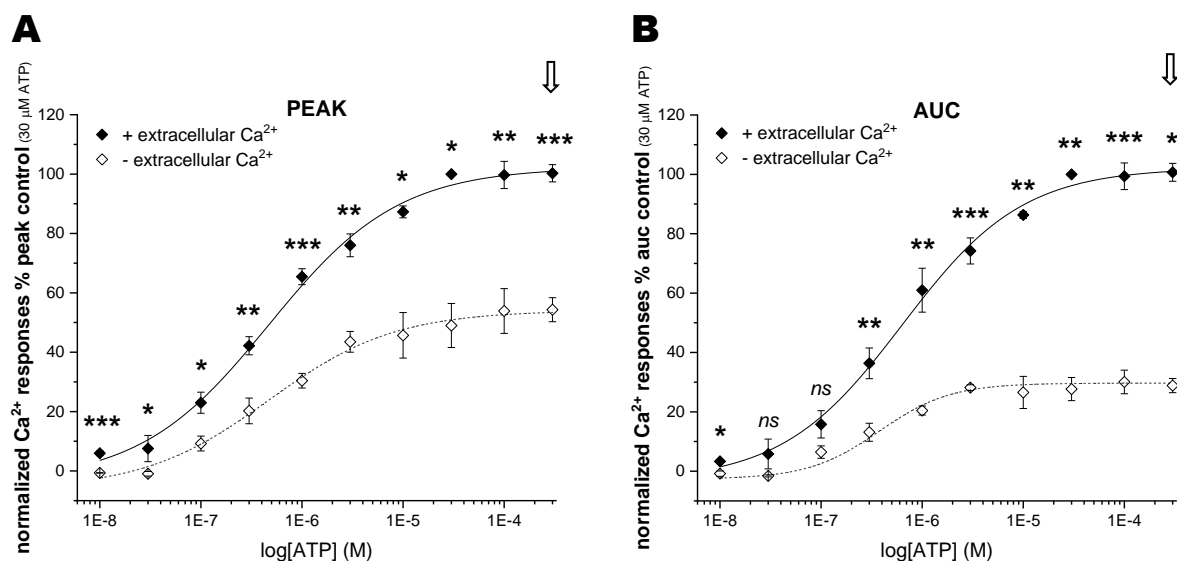 A
PEAK
+ extracellular Ca²⁺
- extracellular Ca²⁺
normalized Ca²⁺ responses % peak control (30 µM ATP)
120
100
80
60
40
20
0
*** * * ** *** ** * * ** ***
1E-8 1E-7 1E-6 1E-5 1E-4
log[ATP] (M)
B
AUC
+ extracellular Ca²⁺
- extracellular Ca²⁺
normalized Ca²⁺ responses % auc control (30 µM ATP)
120
100
80
60
40
20
0
* ns ns ** ** *** ** ** *** *
1E-8 1E-7 1E-6 1E-5 1E-4
log[ATP] (M)